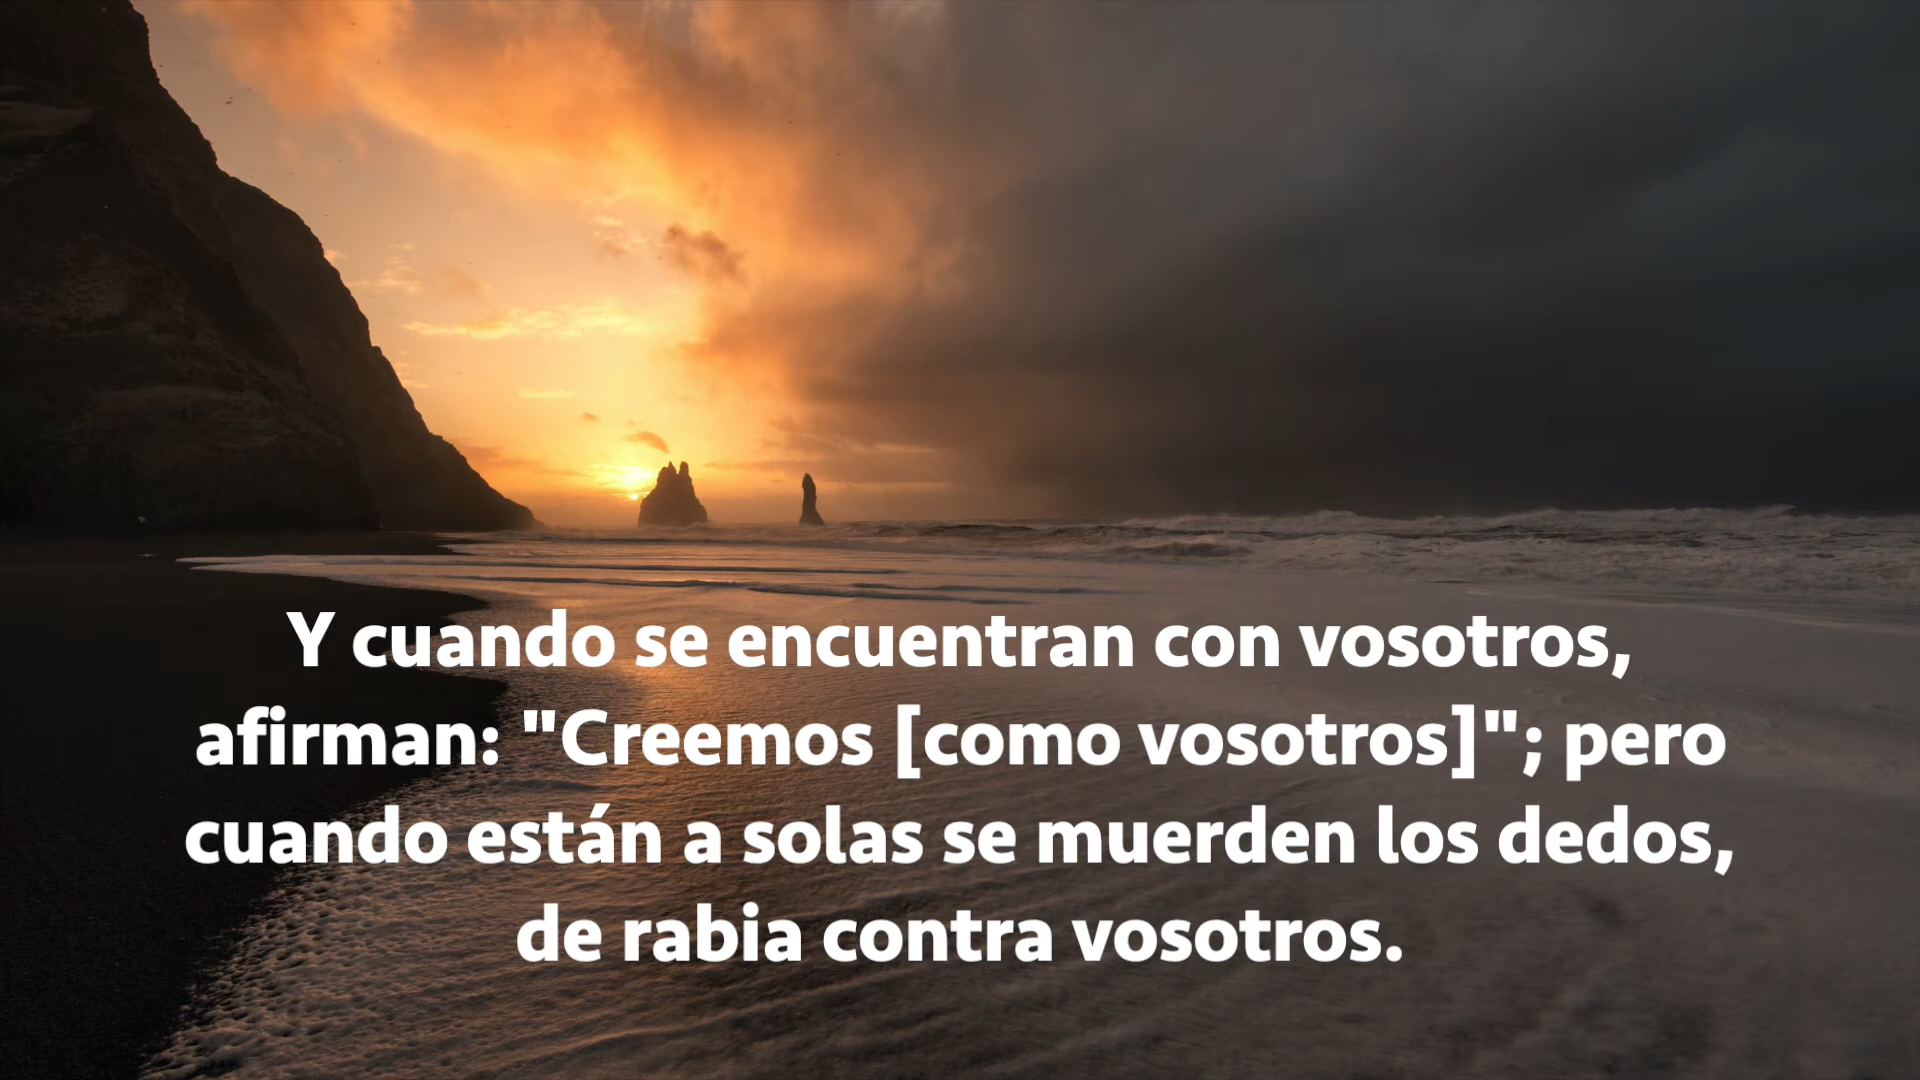 Y cuando se encuentran con vosotros,
afirman: "Creemos [como vosotros]"; pero
cuando están a solas se muerden los dedos,
de rabia contra vosotros.